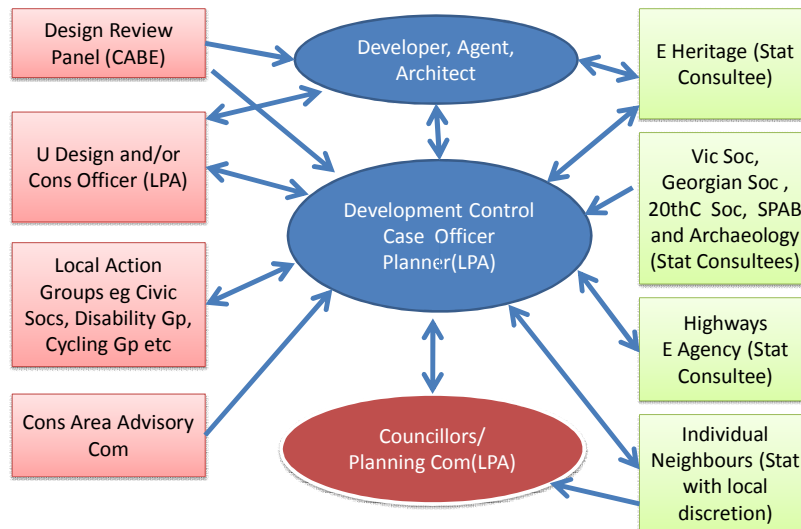 Design Review
Panel (CABE)
Developer, Agent,
Architect
E Heritage (Stat
Consultee)
U Design and/or
Cons Officer (LPA)
Vic Soc,
Georgian Soc ,
20thC Soc, SPAB
and Archaeology
(Stat Consultees)
Development Control
Case Officer
Planner(LPA)
Local Action
Groups eg Civic
Socs, Disability Gp,
Cycling Gp etc
Highways
E Agency (Stat
Consultee)
Cons Area Advisory
Com
Councillors/
Planning Com(LPA)
Individual
Neighbours (Stat
with local
discretion)